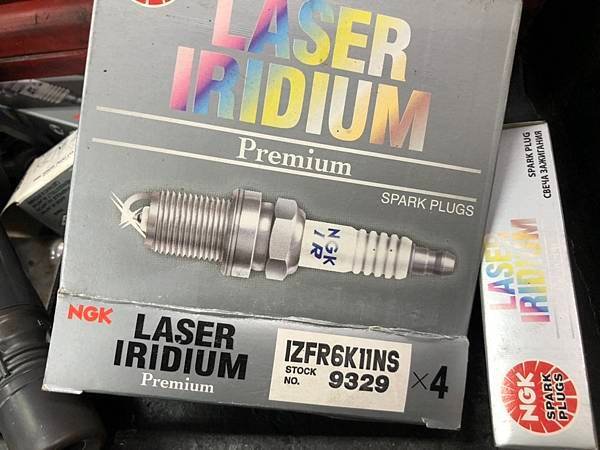 LASER
IRIDIUM
Premium
SPARK PLUGS
NGK
IR
NGK
LASER
IRIDIUM
Premium
IZFR6K11NS
STOCK
NO. 9329
×4
SPARK PLUG
СВЕЧА ЗАЖИГАНИЯ
LASER
IRIDIUM
NGK
SPARK
PLUGS